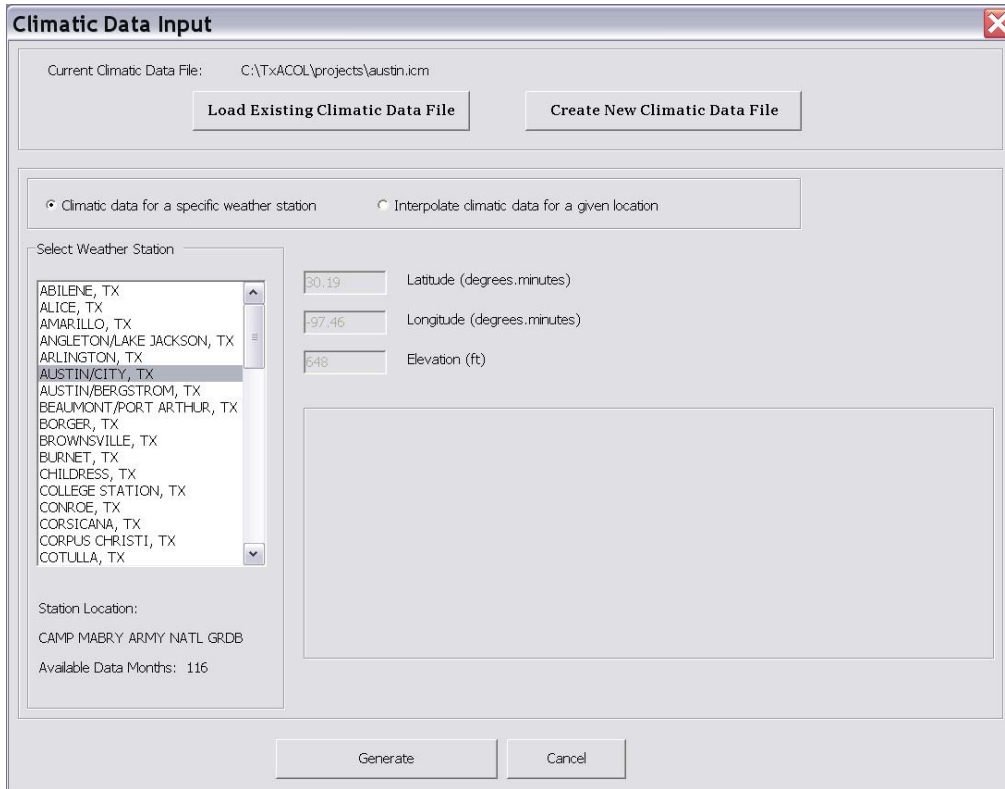 Climatic Data Input
Current Climatic Data File: C:\TxACOL\projects\austin.icm
Load Existing Climatic Data File
Create New Climatic Data File
Climatic data for a specific weather station
Interpolate climatic data for a given location
Select Weather Station
ABILENE, TX
ALICE, TX
AMARILLO, TX
ANGLETON/LAKE JACKSON, TX
ARLINGTON, TX
AUSTIN/CITY, TX
AUSTIN/BERGSTROM, TX
BEAUMONT/PORT ARTHUR, TX
BORGER, TX
BROWNSVILLE, TX
BURNET, TX
CHILDRESS, TX
COLLEGE STATION, TX
CONROE, TX
CORSICANA, TX
CORPUS CHRISTI, TX
COTULLA, TX
Station Location:
CAMP MABRY ARMY NATL GRDB
Available Data Months: 116
30.19 Latitude (degrees.minutes)
-97.46 Longitude (degrees.minutes)
648 Elevation (ft)
Generate
Cancel